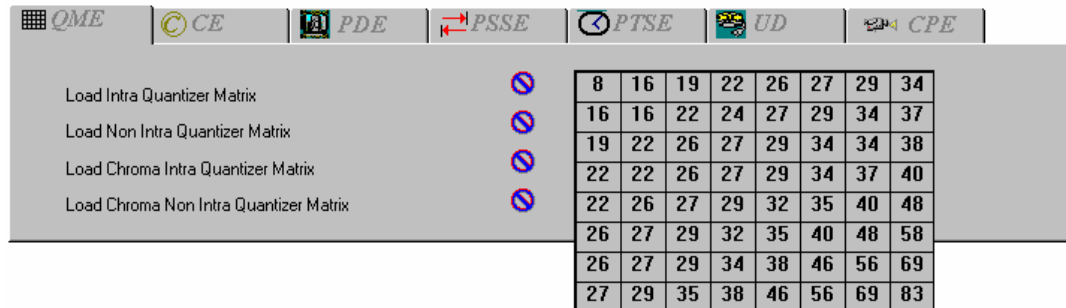 QME CE PDE PSSE PTSE UD CPE
Load Intra Quantizer Matrix
Load Non Intra Quantizer Matrix
Load Chroma Intra Quantizer Matrix
Load Chroma Non Intra Quantizer Matrix
8 16 19 22 26 27 29 34
16 16 22 24 27 29 34 37
19 22 26 27 29 34 34 38
22 22 26 27 29 34 37 40
22 26 27 29 32 35 40 48
26 27 29 32 35 40 48 58
26 27 29 34 38 46 56 69
27 29 35 38 46 56 69 83